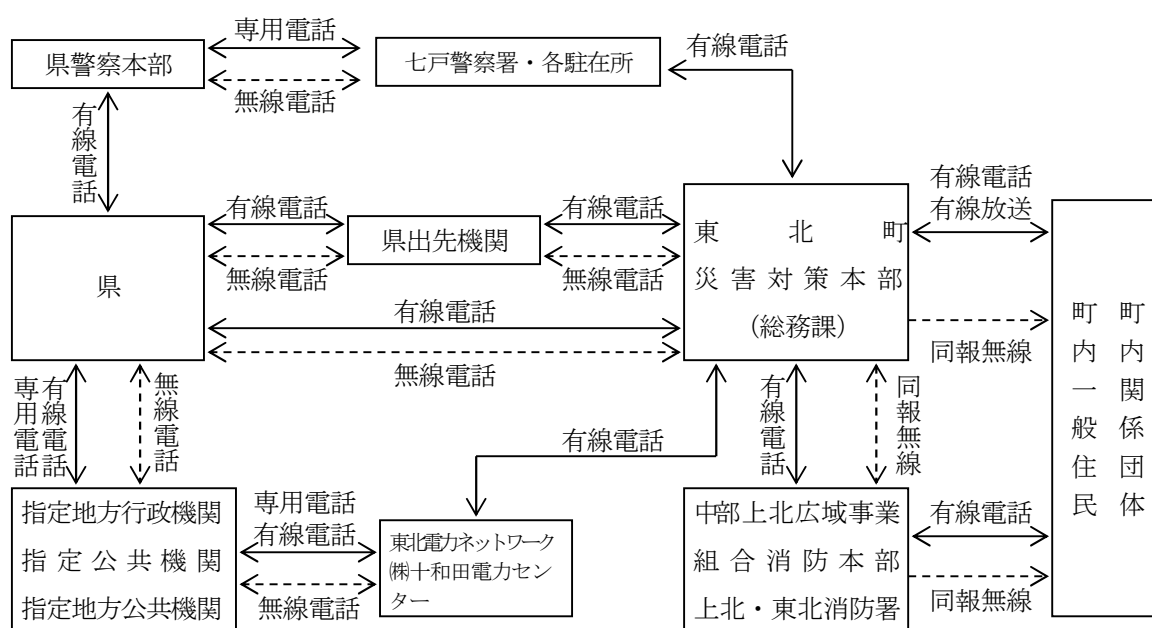 専用電話
県警察本部
七戸警察署・各駐在所
有線電話
無線電話
有線電話
有線電話
有線電話
有線電話
有線放送
県出先機関
無線電話
無線電話
県
東北町
災害対策本部
(総務課)
有線電話
無線電話
同報無線
町内関係団体
町内一般住民
専用電話
有線電話
無線電話
有線電話
有線電話
同報無線
指定地方行政機関
指定公共機関
指定地方公共機関
専用電話
有線電話
無線電話
東北電力ネットワーク
㈱十和田電力セン
ター
中部上北広域事業
組合消防本部
上北・東北消防署
有線電話
同報無線